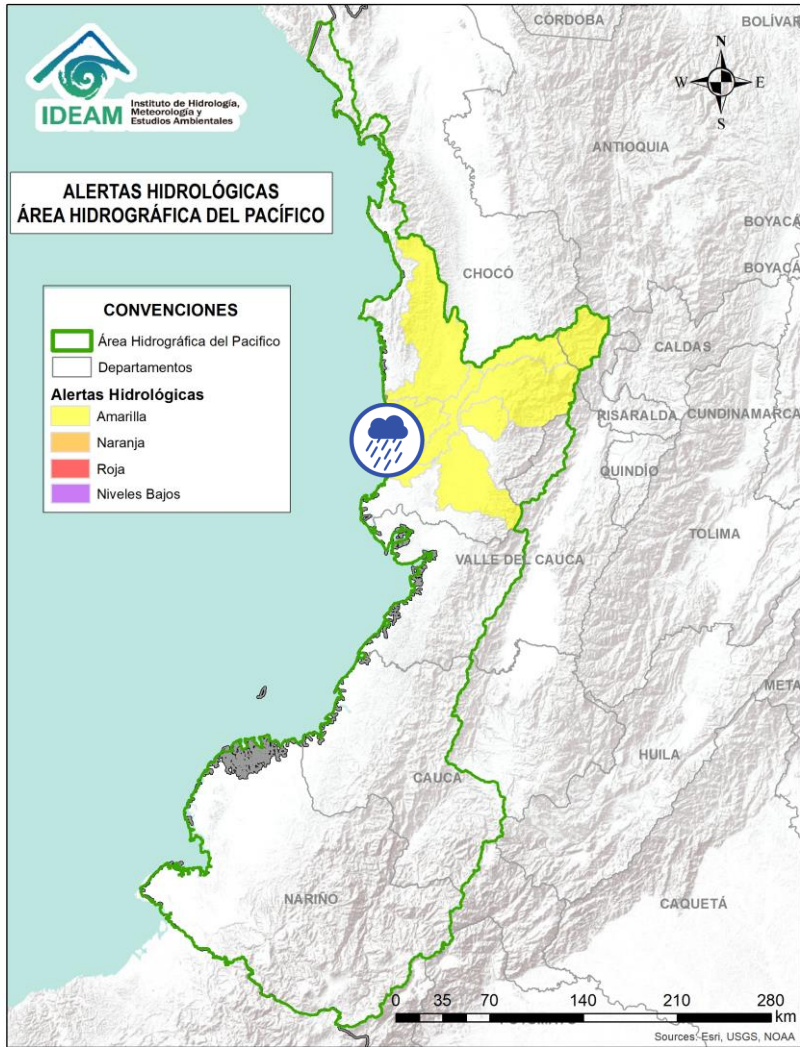 IDEAM
Instituto de Hidrología,
Meteorología y
Estudios Ambientales
CÓRDOBA
BOLÍVAR
N
W
E
S
ANTIOQUIA
ALERTAS HIDROLÓGICAS
ÁREA HIDROGRÁFICA DEL PACÍFICO
BOYACÁ
BOYACÁ
CHOCÓ
CONVENCIONES
Área Hidrográfica del Pacifico
Departamentos
Alertas Hidrológicas
Amarilla
Naranja
Roja
Niveles Bajos
CALDAS
RISARALDA
CUNDINAMARCA
QUINDÍO
TOLIMA
VALLE DEL CAUCA
META
HUILA
CAUCA
NARIÑO
CAQUETÁ
0 35 70 140 210 280
km
Sources: Esri, USGS, NOAA